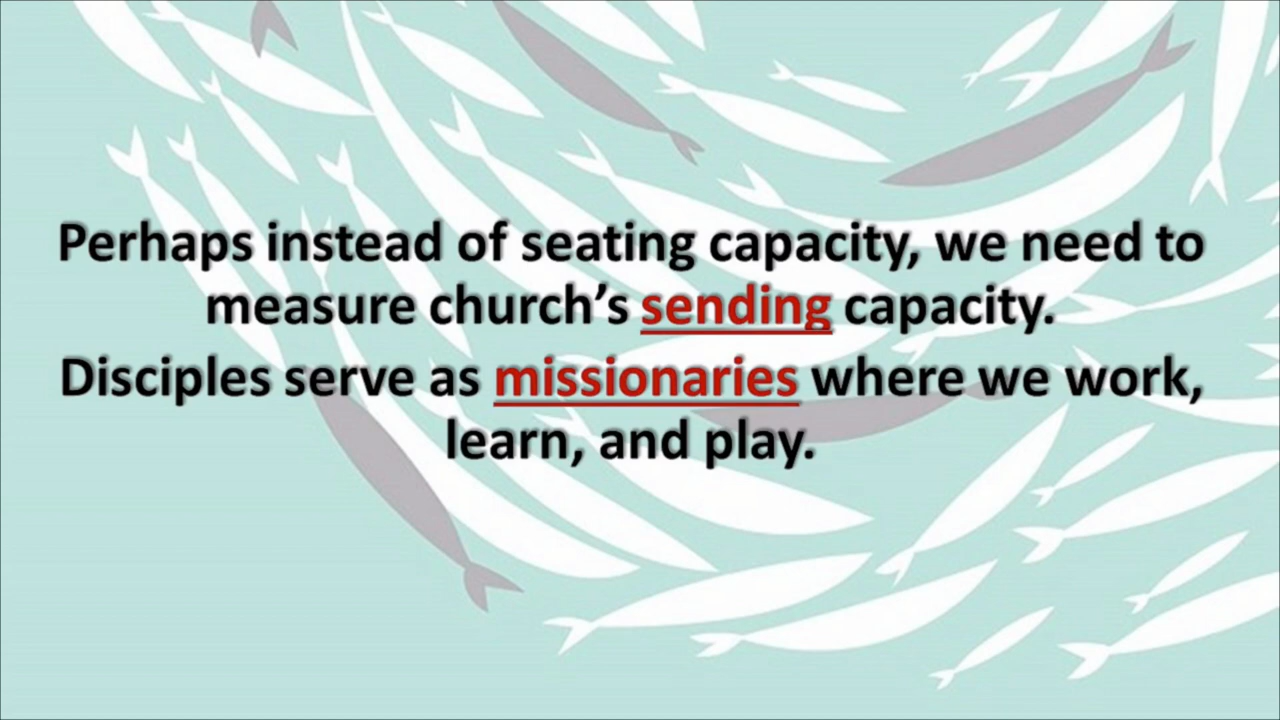 Perhaps instead of seating capacity, we need to
measure church’s sending capacity.
Disciples serve as missionaries where we work,
learn, and play.